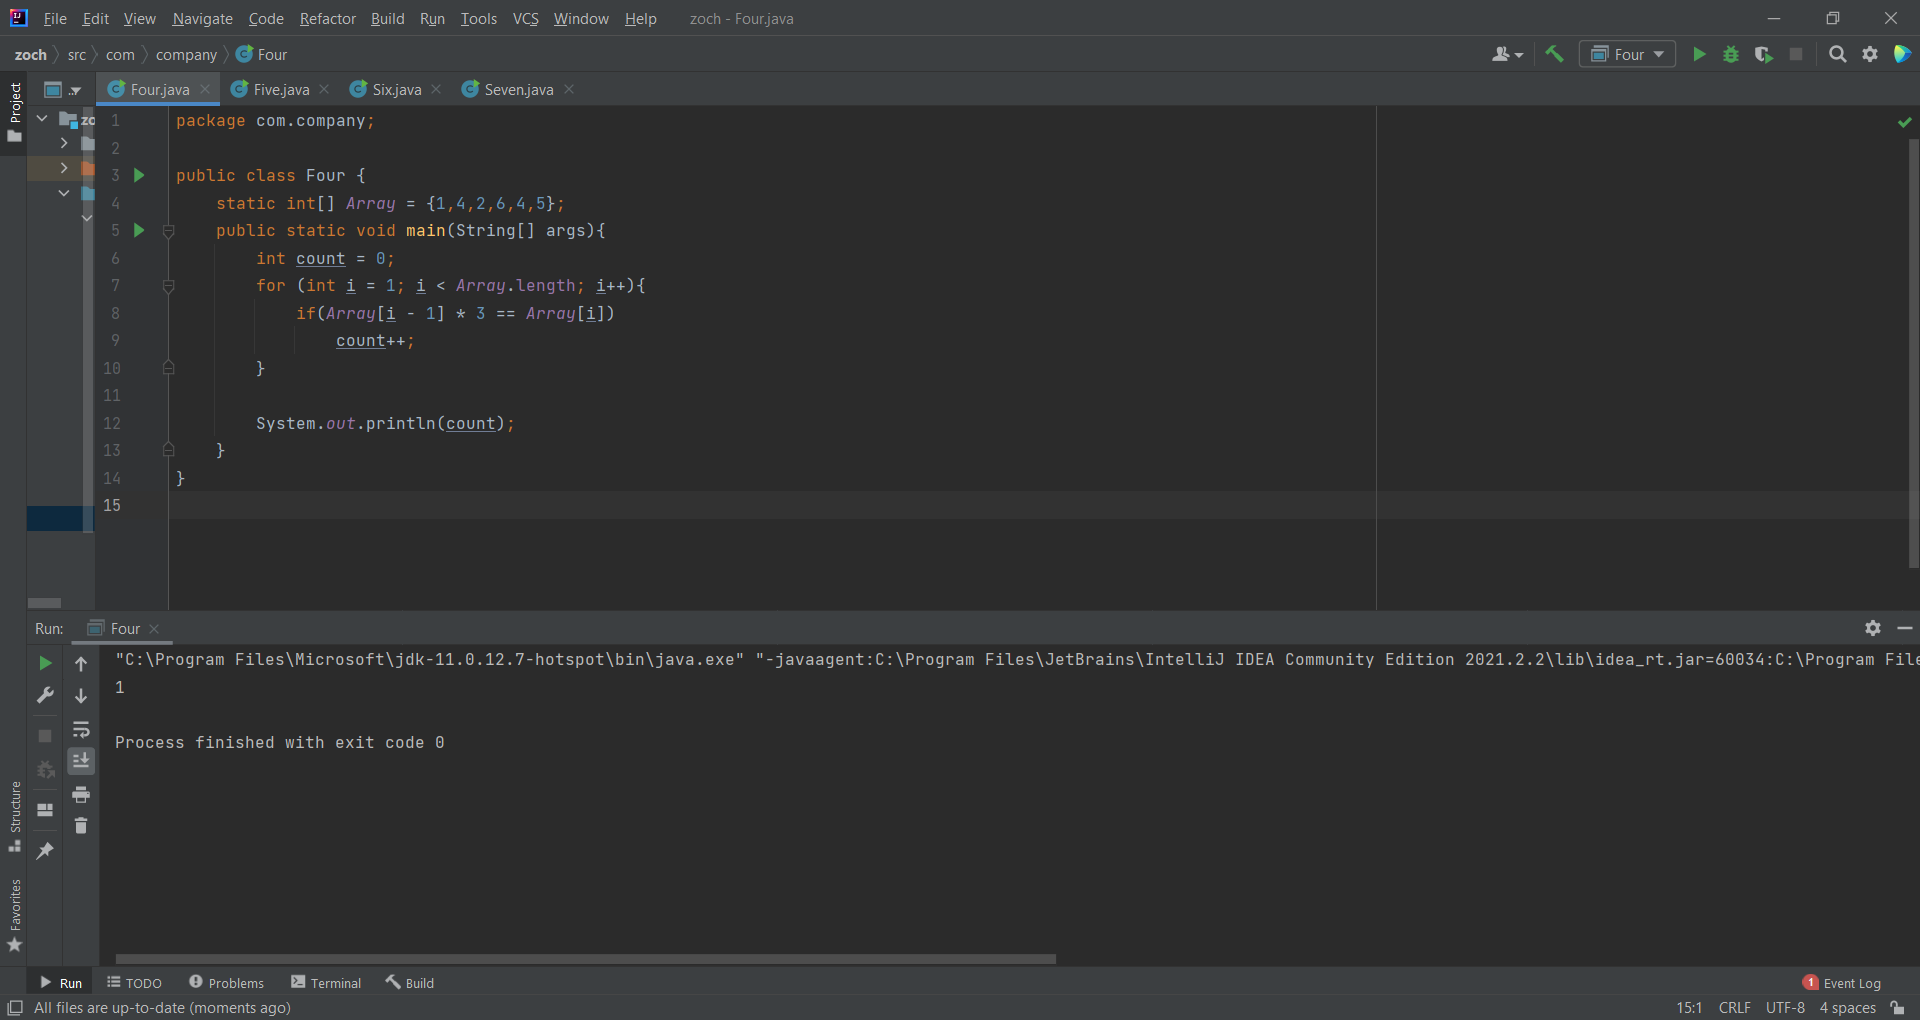 File Edit View Navigate Code Refactor Build Run Tools VCS Window Help zoch - Four.java
zoch src com company Four
Four
Project
Four.java Five.java Six.java Seven.java
zo
1 package com.company;
2
3 public class Four {
4 static int[] Array = {1,4,2,6,4,5};
5 public static void main(String[] args){
6 int count = 0;
7 for (int i = 1; i < Array.length; i++){
8 if(Array[i - 1] * 3 == Array[i])
9 count++;
10 }
11
12 System.out.println(count);
13 }
14 }
15
Run: Four
"C:\Program Files\Microsoft\jdk-11.0.12.7-hotspot\bin\java.exe" "-javaagent:C:\Program Files\JetBrains\IntelliJ IDEA Community Edition 2021.2.2\lib\idea_rt.jar=60034:C:\Program File
1
Process finished with exit code 0
Structure
Favorites
Run TODO Problems Terminal Build 1 Event Log
All files are up-to-date (moments ago) 15:1 CRLF UTF-8 4 spaces